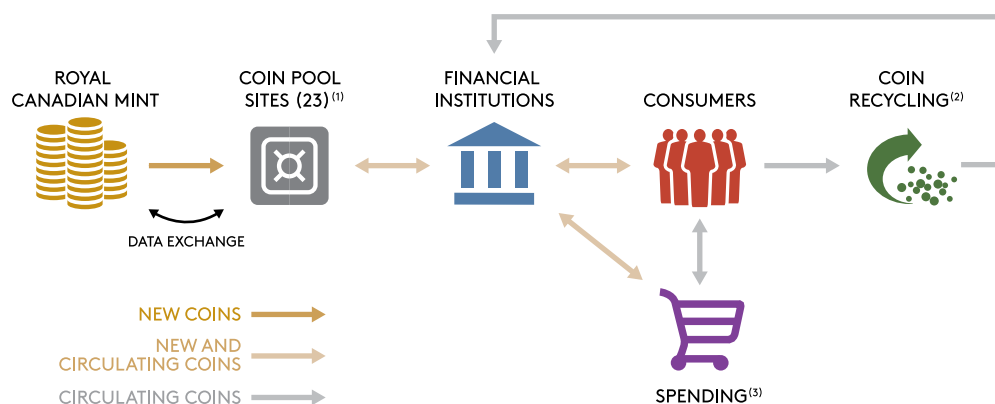 ROYAL
CANADIAN MINT
COIN POOL
SITES (23)(1)
FINANCIAL
INSTITUTIONS
CONSUMERS
COIN
RECYCLING(2)
DATA EXCHANGE
NEW COINS
NEW AND
CIRCULATING COINS
CIRCULATING COINS
SPENDING(3)